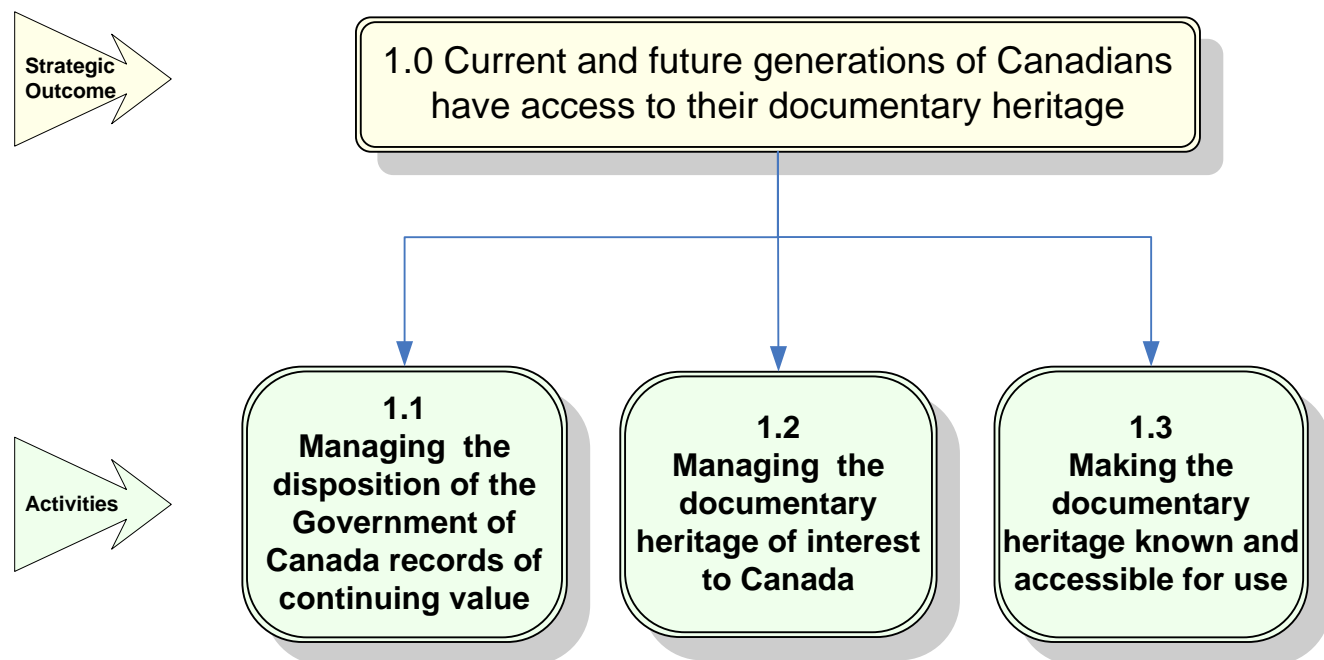 Strategic
Outcome
1.0 Current and future generations of Canadians
have access to their documentary heritage
Activities
1.1
Managing the
disposition of the
Government of
Canada records of
continuing value
1.2
Managing the
documentary
heritage of interest
to Canada
1.3
Making the
documentary
heritage known and
accessible for use